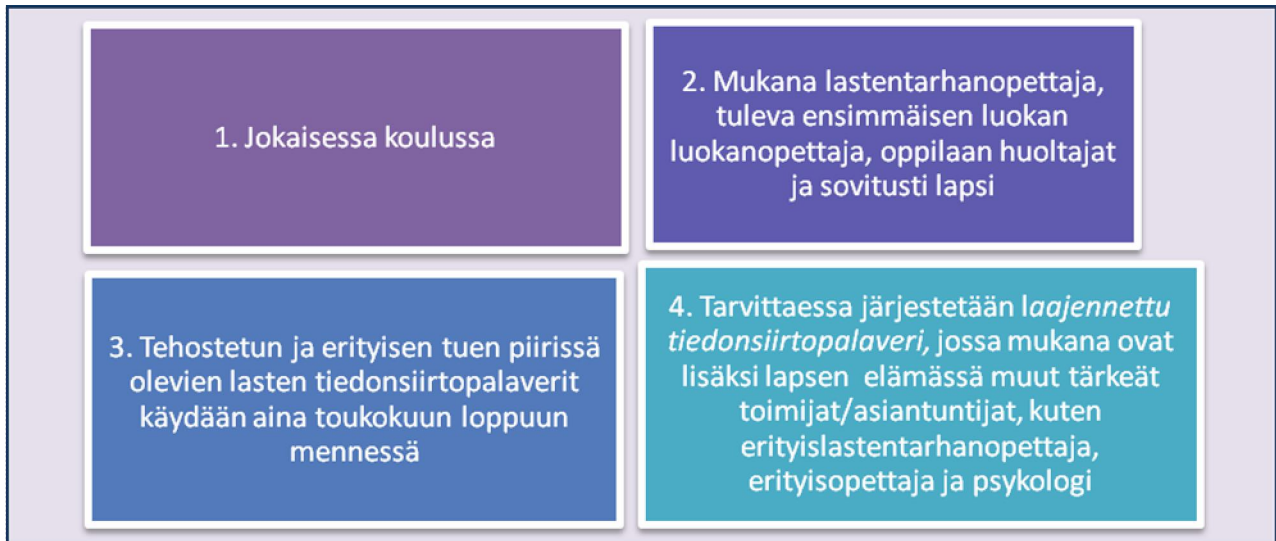 1. Jokaisessa koulussa
2. Mukana lastentarhanopettaja,
tuleva ensimmäisen luokan
luokanopettaja, oppilaan huoltajat
ja sovitusti lapsi
3. Tehostetun ja erityisen tuen piirissä
olevien lasten tiedonsiirtopalaverit
käydään aina toukokuun loppuun
mennessä
4. Tarvittaessa järjestetään laajennettu
tiedonsiirtopalaveri, jossa mukana ovat
lisäksi lapsen elämässä muut tärkeät
toimijat/asiantuntijat, kuten
erityislastentarhanopettaja,
erityisopettaja ja psykologi